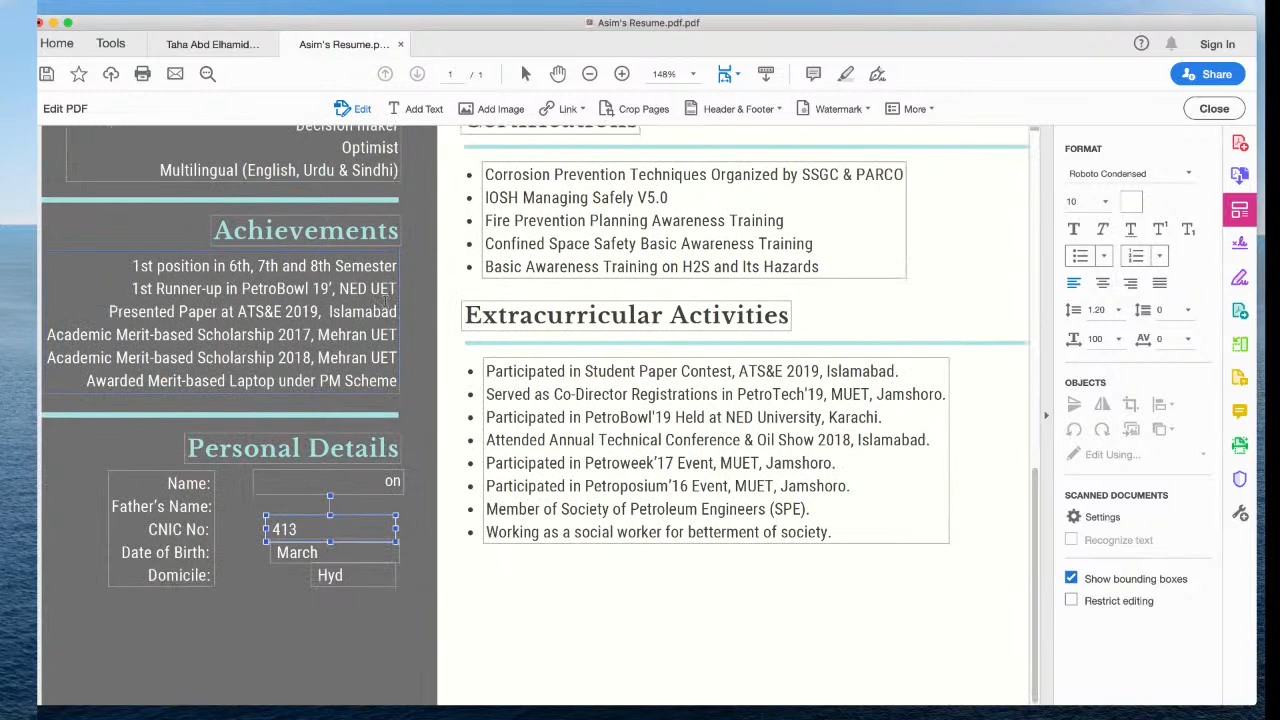 Asim's Resume.pdf.pdf
Home Tools Taha Abd Elhamid... Asim's Resume.p... × Sign In
1 / 1 148% Share
Edit PDF Edit Add Text Add Image Link Crop Pages Header & Footer Watermark More Close
Decision maker
Optimist
Multilingual (English, Urdu & Sindhi)
Achievements
1st position in 6th, 7th and 8th Semester
1st Runner-up in PetroBowl 19’, NED UET
Presented Paper at ATS&E 2019, Islamabad
Academic Merit-based Scholarship 2017, Mehran UET
Academic Merit-based Scholarship 2018, Mehran UET
Awarded Merit-based Laptop under PM Scheme
Personal Details
Name: on
Father’s Name:
CNIC No: 413
Date of Birth: March
Domicile: Hyd
Certifications
• Corrosion Prevention Techniques Organized by SSGC & PARCO
• IOSH Managing Safely V5.0
• Fire Prevention Planning Awareness Training
• Confined Space Safety Basic Awareness Training
• Basic Awareness Training on H2S and Its Hazards
Extracurricular Activities
• Participated in Student Paper Contest, ATS&E 2019, Islamabad.
• Served as Co-Director Registrations in PetroTech'19, MUET, Jamshoro.
• Participated in PetroBowl'19 Held at NED University, Karachi.
• Attended Annual Technical Conference & Oil Show 2018, Islamabad.
• Participated in Petroweek’17 Event, MUET, Jamshoro.
• Participated in Petroposium’16 Event, MUET, Jamshoro.
• Member of Society of Petroleum Engineers (SPE).
• Working as a social worker for betterment of society.
FORMAT
Roboto Condensed
10
T T T T¹ T₁
1.20 0
100 AV 0
OBJECTS
Edit Using...
SCANNED DOCUMENTS
Settings
Recognize text
Show bounding boxes
Restrict editing